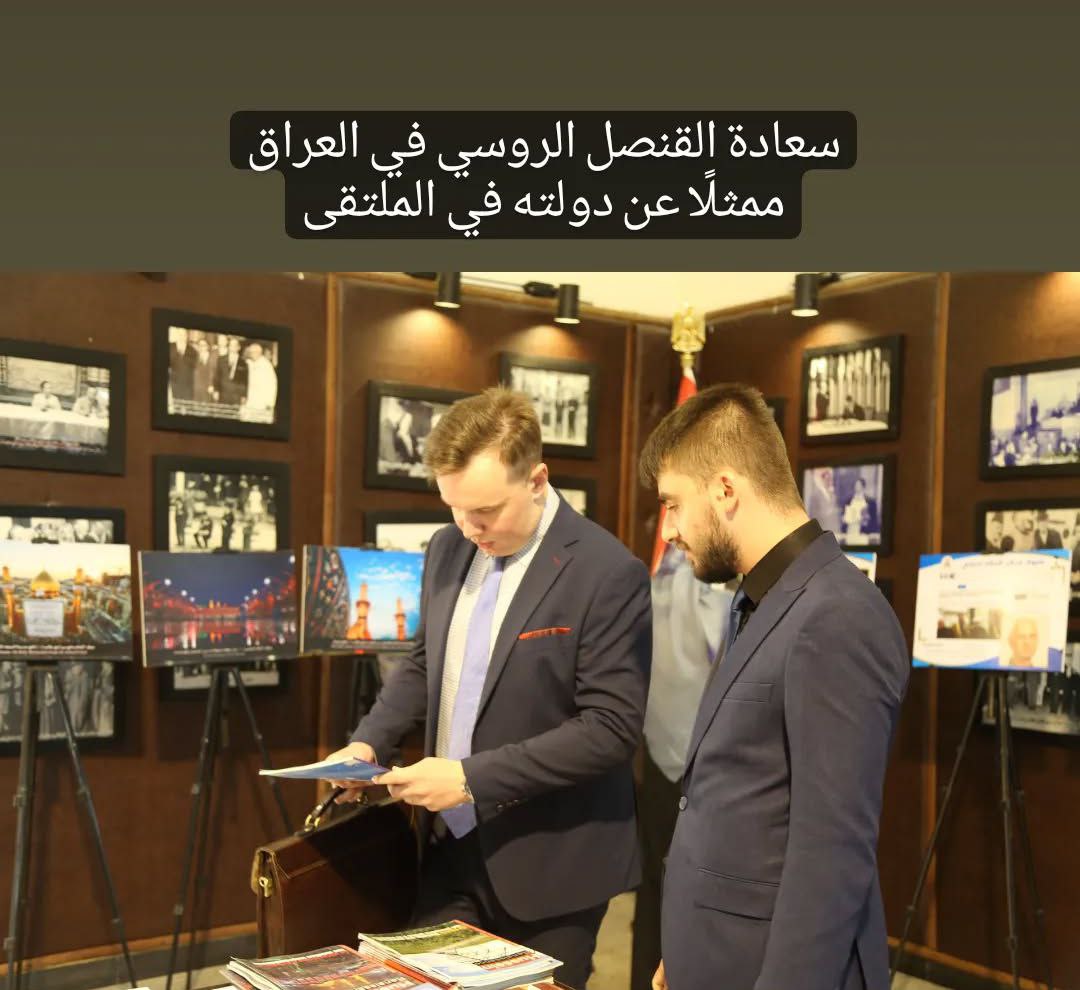 سعادة القنصل الروسي في العراق
ممثلًا عن دولته في الملتقى